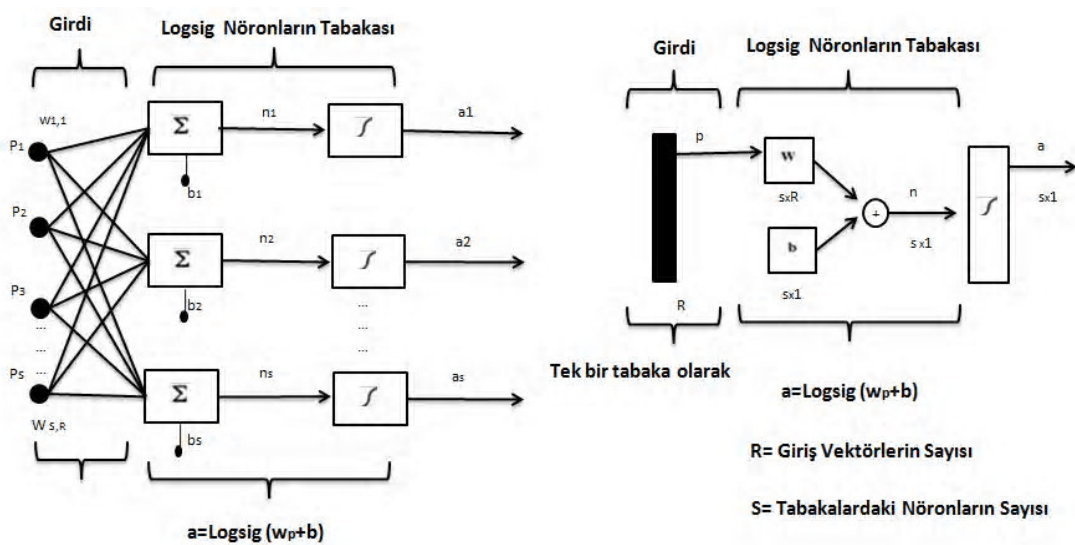 Girdi
Logsig Nöronların Tabakası
w1,1
P1
P2
P3
...
...
...
Ps
W S,R
Σ
n1
a1
b1
Σ
n2
a2
b2
...
...
...
Σ
ns
as
bs
a=Logsig (wp+b)
Girdi
Logsig Nöronların Tabakası
p
w
sxR
b
sx1
+
n
sx1
a
sx1
R
Tek bir tabaka olarak
a=Logsig (wp+b)
R= Giriş Vektörlerin Sayısı
S= Tabakalardaki Nöronların Sayısı